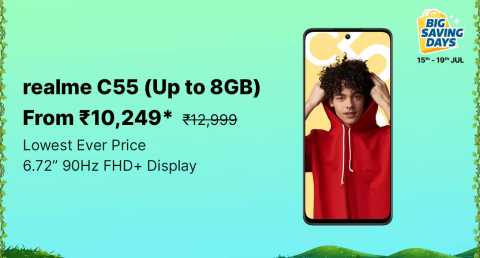 BIG
SAVING
DAYS
15th - 19th JUL
realme C55 (Up to 8GB)
From ₹10,249* ₹12,999
Lowest Ever Price
6.72” 90Hz FHD+ Display